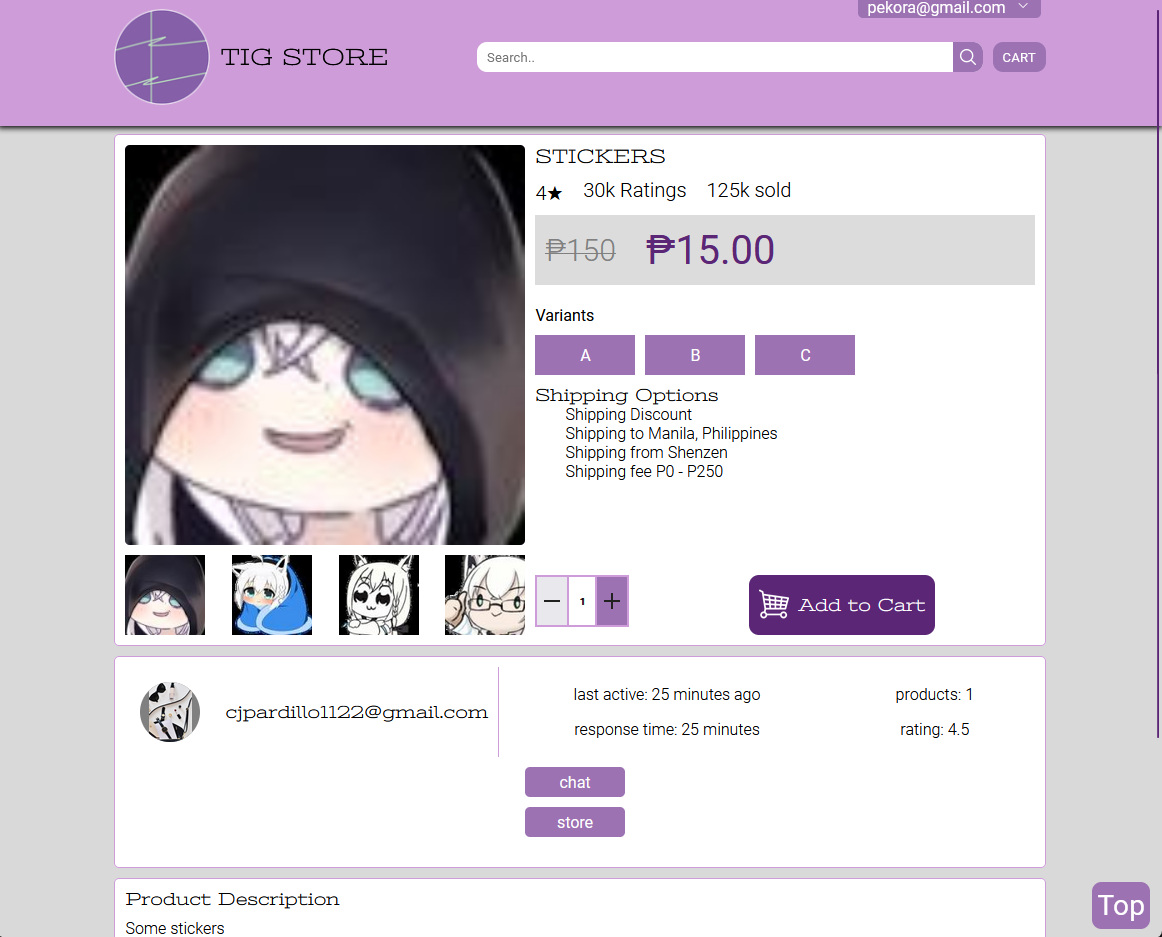 pekora@gmail.com
TIG STORE
Search..
CART
STICKERS
4★ 30k Ratings 125k sold
₱150 ₱15.00
Variants
A B C
Shipping Options
Shipping Discount
Shipping to Manila, Philippines
Shipping from Shenzen
Shipping fee P0 - P250
1
Add to Cart
cjpardillo1122@gmail.com
last active: 25 minutes ago products: 1
response time: 25 minutes rating: 4.5
chat
store
Product Description
Some stickers
Top